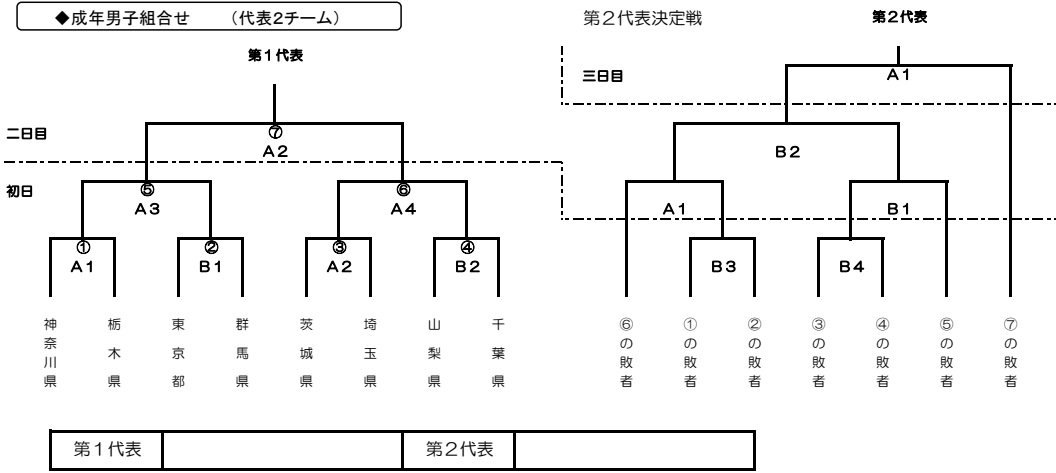 ◆成年男子組合せ （代表2チーム）
第1代表
二日目
⑦
A2
初日
⑤
A3
⑥
A4
①
A1
②
B1
③
A2
④
B2
神奈川県
栃木県
東京都
群馬県
茨城県
埼玉県
山梨県
千葉県
第2代表決定戦
第2代表
三日目
A1
B2
A1
B1
B3
B4
⑥の敗者
①の敗者
②の敗者
③の敗者
④の敗者
⑤の敗者
⑦の敗者
第1代表
第2代表